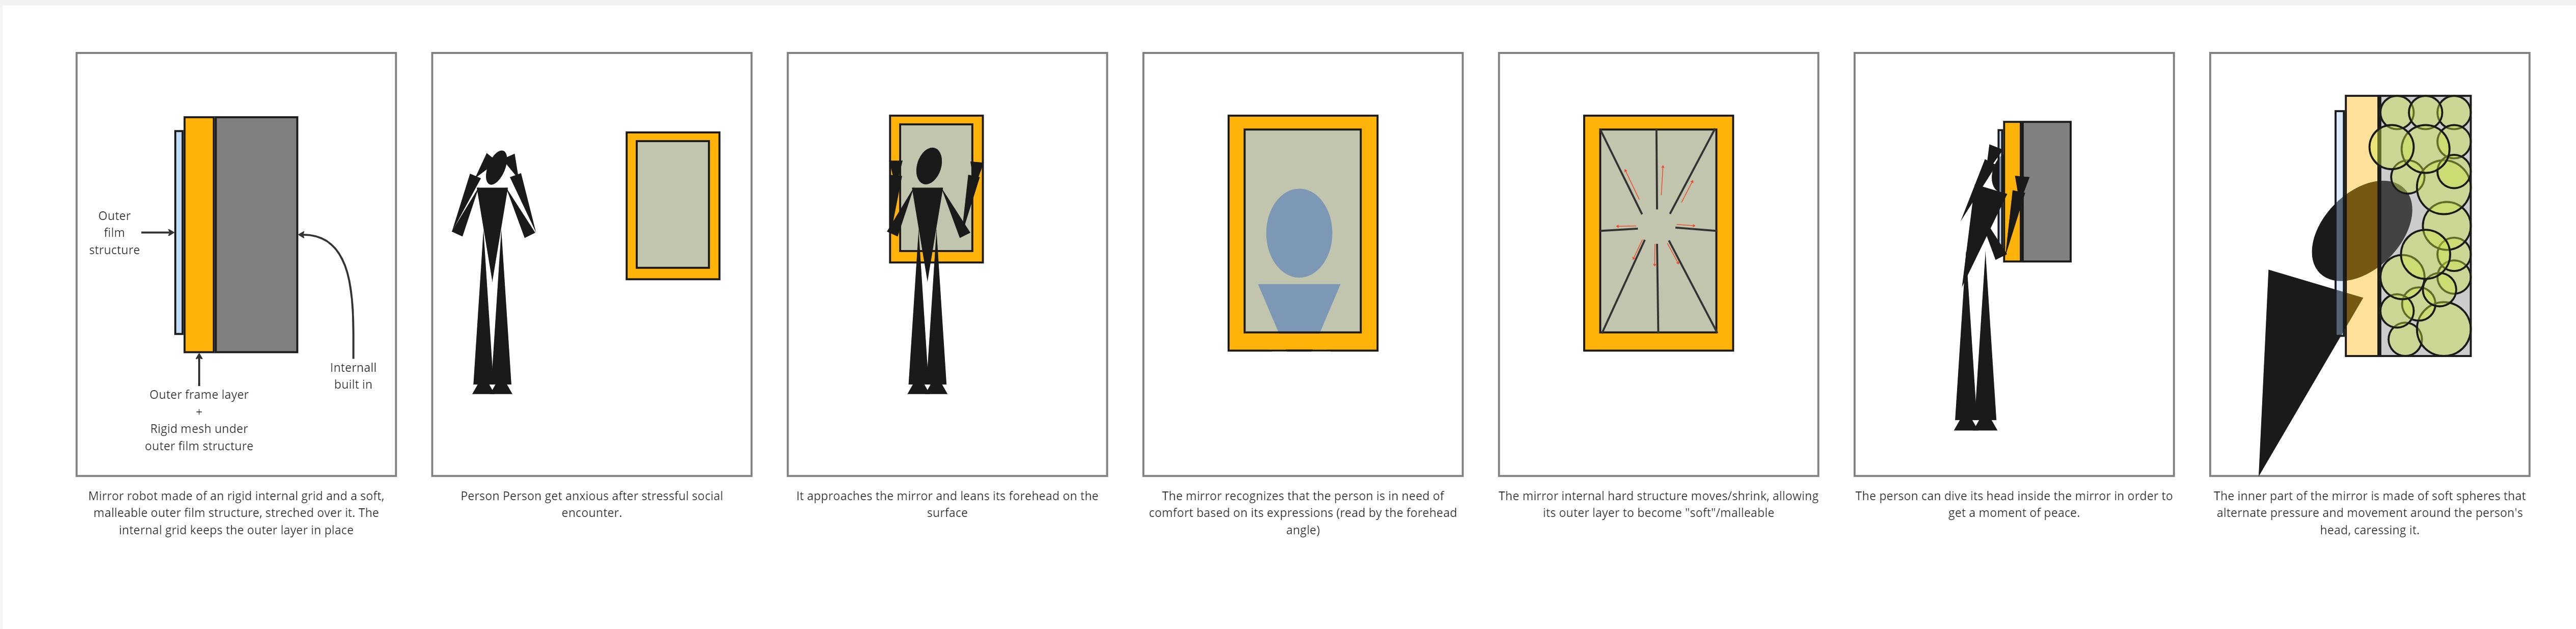 Outer
film
structure
Outer frame layer
+
Rigid mesh under
outer film structure
Internall
built in
Mirror robot made of an rigid internal grid and a soft,
malleable outer film structure, streched over it. The
internal grid keeps the outer layer in place
Person Person get anxious after stressful social
encounter.
It approaches the mirror and leans its forehead on the
surface
The mirror recognizes that the person is in need of
comfort based on its expressions (read by the forehead
angle)
The mirror internal hard structure moves/shrink, allowing
its outer layer to become "soft"/malleable
The person can dive its head inside the mirror in order to
get a moment of peace.
The inner part of the mirror is made of soft spheres that
alternate pressure and movement around the person's
head, caressing it.